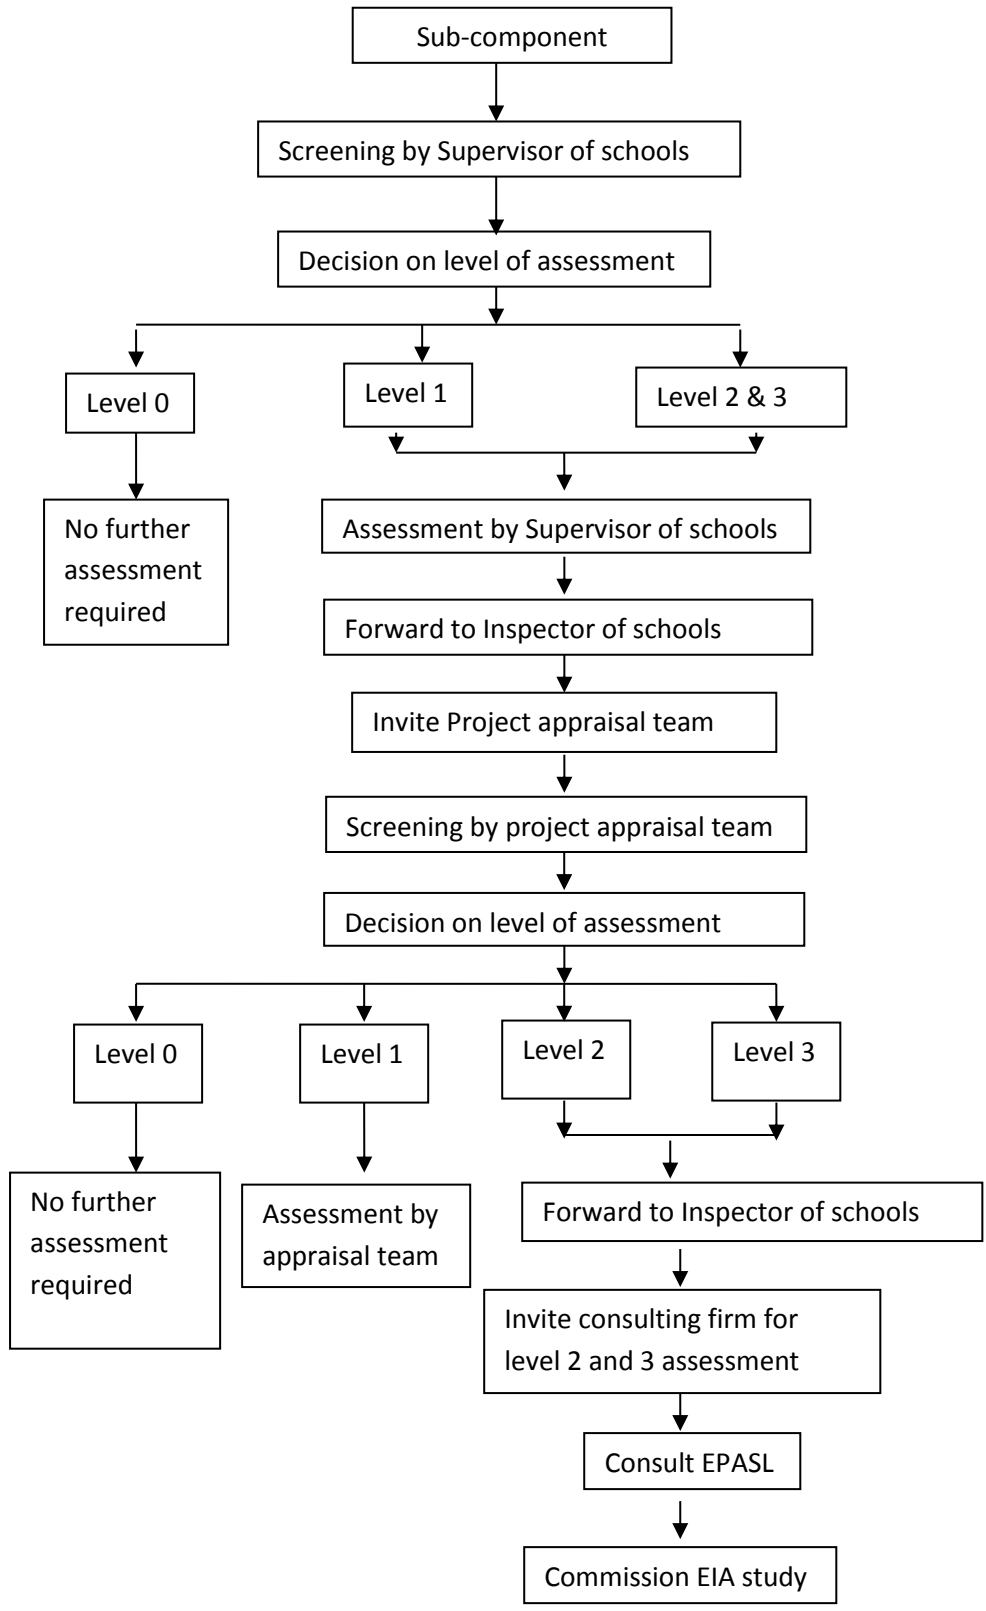 Sub-component
Screening by Supervisor of schools
Decision on level of assessment
Level 0
Level 1
Level 2 & 3
No further
assessment
required
Assessment by Supervisor of schools
Forward to Inspector of schools
Invite Project appraisal team
Screening by project appraisal team
Decision on level of assessment
Level 0
Level 1
Level 2
Level 3
No further
assessment
required
Assessment by
appraisal team
Forward to Inspector of schools
Invite consulting firm for
level 2 and 3 assessment
Consult EPASL
Commission EIA study